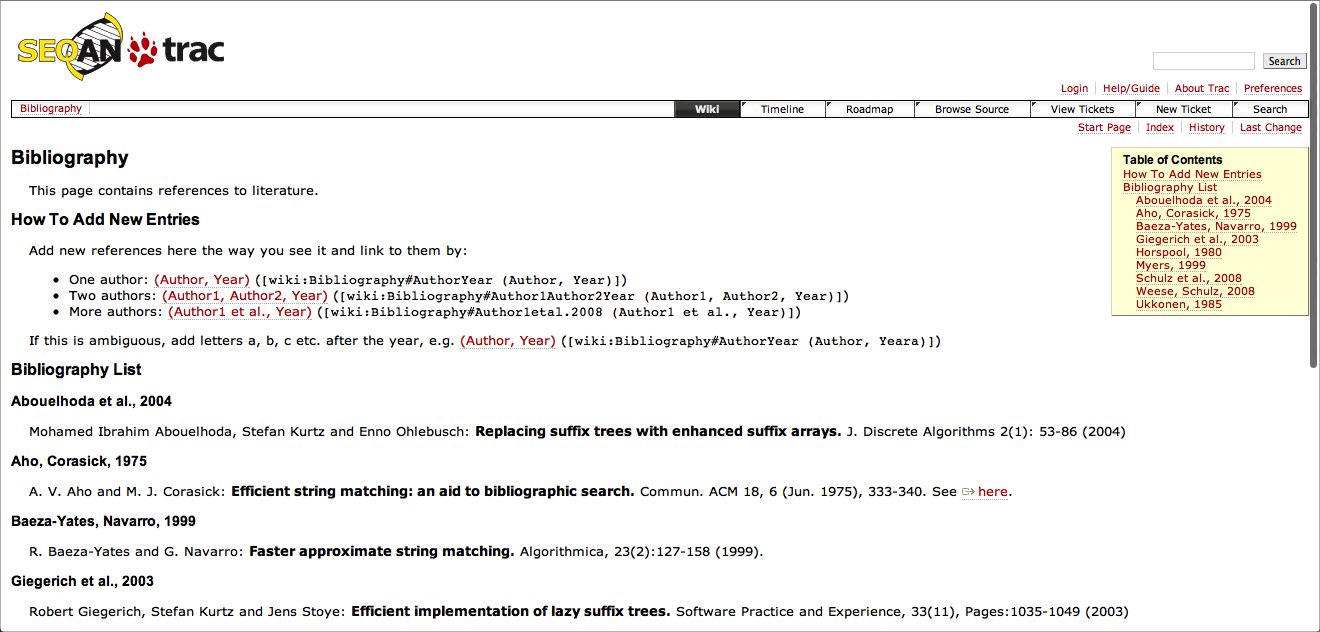 SEQAN trac
Search
Login Help/Guide About Trac Preferences
Bibliography Wiki Timeline Roadmap Browse Source View Tickets New Ticket Search
Start Page Index History Last Change
Bibliography
This page contains references to literature.
How To Add New Entries
Add new references here the way you see it and link to them by:
• One author: (Author, Year) ([wiki:Bibliography#AuthorYear (Author, Year)])
• Two authors: (Author1, Author2, Year) ([wiki:Bibliography#Author1Author2Year (Author1, Author2, Year)])
• More authors: (Author1 et al., Year) ([wiki:Bibliography#Author1etal.2008 (Author1 et al., Year)])
If this is ambiguous, add letters a, b, c etc. after the year, e.g. (Author, Year) ([wiki:Bibliography#AuthorYear (Author, Yeara)])
Table of Contents
How To Add New Entries
Bibliography List
Abouelhoda et al., 2004
Aho, Corasick, 1975
Baeza-Yates, Navarro, 1999
Giegerich et al., 2003
Horspool, 1980
Myers, 1999
Schulz et al., 2008
Weese, Schulz, 2008
Ukkonen, 1985
Bibliography List
Abouelhoda et al., 2004
Mohamed Ibrahim Abouelhoda, Stefan Kurtz and Enno Ohlebusch: Replacing suffix trees with enhanced suffix arrays. J. Discrete Algorithms 2(1): 53-86 (2004)
Aho, Corasick, 1975
A. V. Aho and M. J. Corasick: Efficient string matching: an aid to bibliographic search. Commun. ACM 18, 6 (Jun. 1975), 333-340. See here.
Baeza-Yates, Navarro, 1999
R. Baeza-Yates and G. Navarro: Faster approximate string matching. Algorithmica, 23(2):127-158 (1999).
Giegerich et al., 2003
Robert Giegerich, Stefan Kurtz and Jens Stoye: Efficient implementation of lazy suffix trees. Software Practice and Experience, 33(11), Pages:1035-1049 (2003)